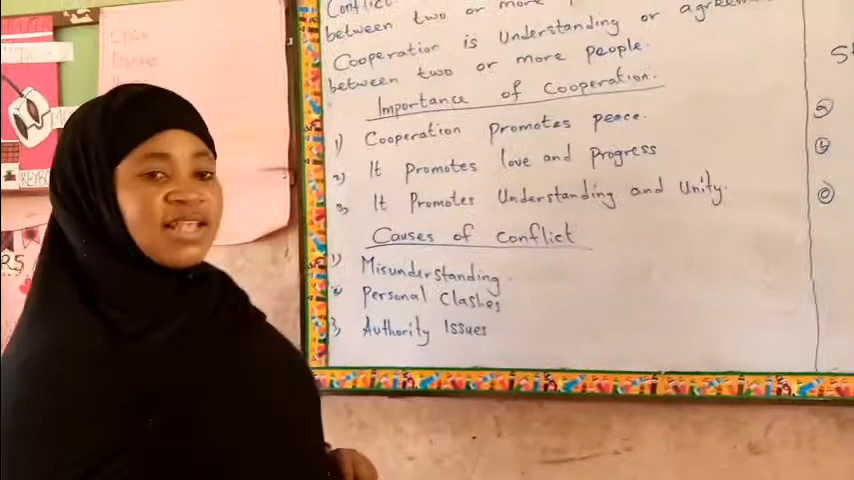 Conflict
between two or more
Cooperation is Understanding or agreement
between two or more people.
Importance of Cooperation.
1) Cooperation Promotes peace.
2) It Promotes love and progress
3) It Promotes Understanding and Unity.
Causes of Conflict
1) Misunderstanding.
2) Personal Clashes
3) Authority Issues
a
b
c